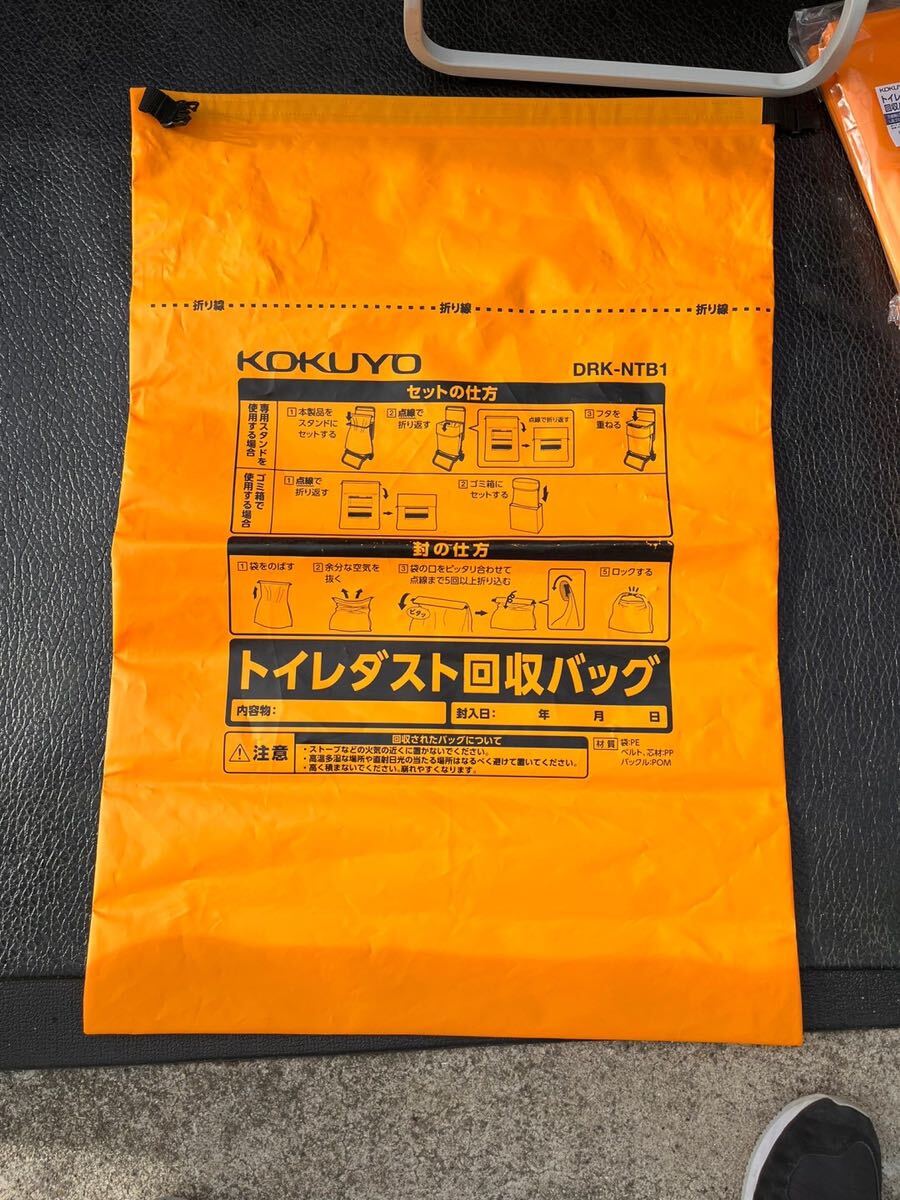 折り線 折り線 折り線
KOKUYO DRK-NTB1
セットの仕方
専用スタンドを
使用する場合
1 本製品を
スタンドに
セットする
2 点線で
折り返す
点線で折り返す
3 フタを
重ねる
ゴミ箱で
使用する場合
1 点線で
折り返す
2 ゴミ箱に
セットする
封の仕方
1 袋をのばす
2 余分な空気を
抜く
3 袋の口をピッタリ合わせて
点線まで5回以上折り込む
ピタッ
5 ロックする
トイレダスト回収バッグ
内容物:
封入日: 年 月 日
注意
回収されたバッグについて
・ストーブなどの火気の近くに置かないでください。
・高温多湿な場所や直射日光の当たる場所はなるべく避けて置いてください。
・高く積まないでください。崩れやすくなります。
材質 袋:PE
ベルト、芯材:PP
バックル:POM
KOKUYO
トイレ
回収